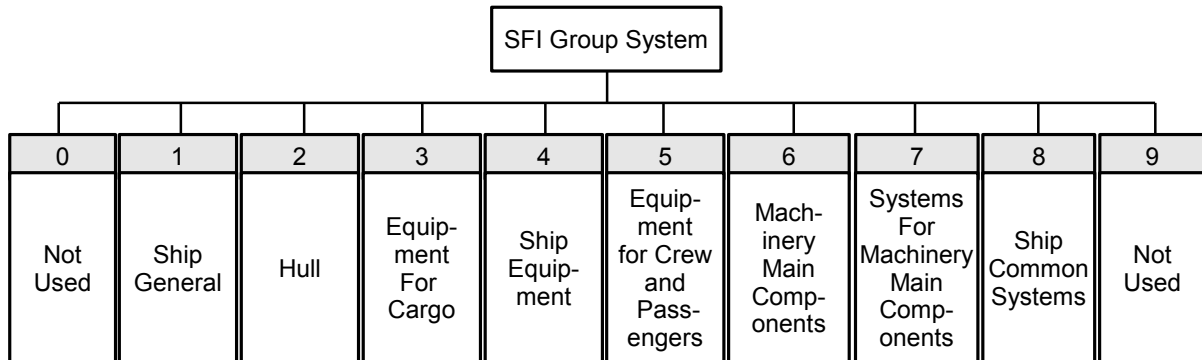 SFI Group System
0
1
2
3
4
5
6
7
8
9
Not
Used
Ship
General
Hull
Equip-
ment
For
Cargo
Ship
Equip-
ment
Equip-
ment
for Crew
and
Pass-
engers
Mach-
inery
Main
Comp-
onents
Systems
For
Machinery
Main
Comp-
onents
Ship
Common
Systems
Not
Used